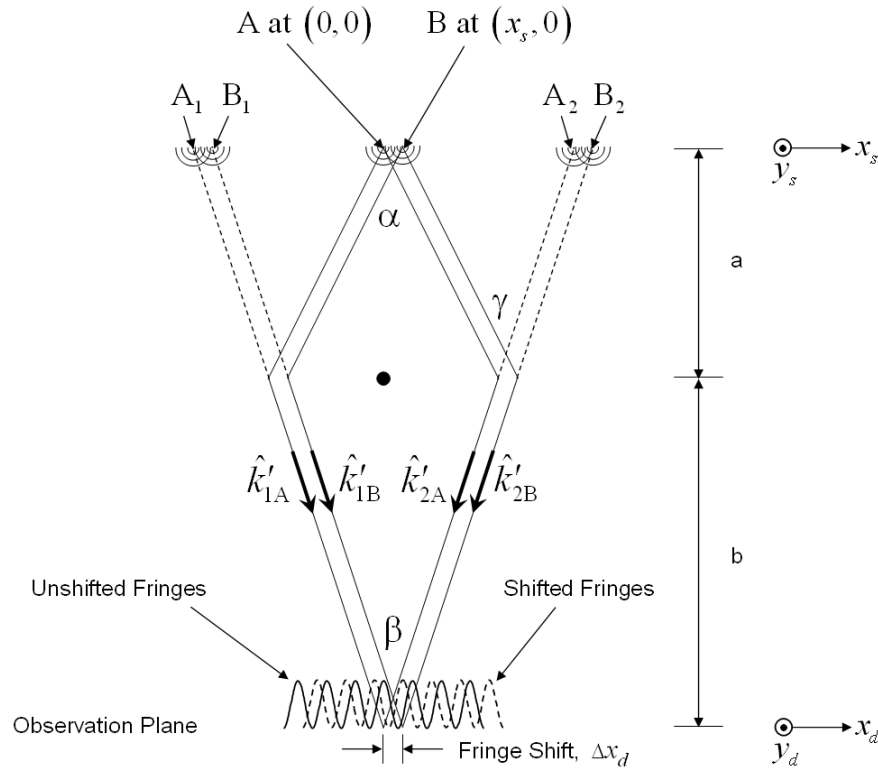 A at (0, 0) B at (x_s, 0)
A_1 B_1 A_2 B_2
x_s
y_s
α
a
γ
k̂′_1A k̂′_1B k̂′_2A k̂′_2B
b
Unshifted Fringes
Shifted Fringes
β
Observation Plane
x_d
y_d
Fringe Shift, Δx_d